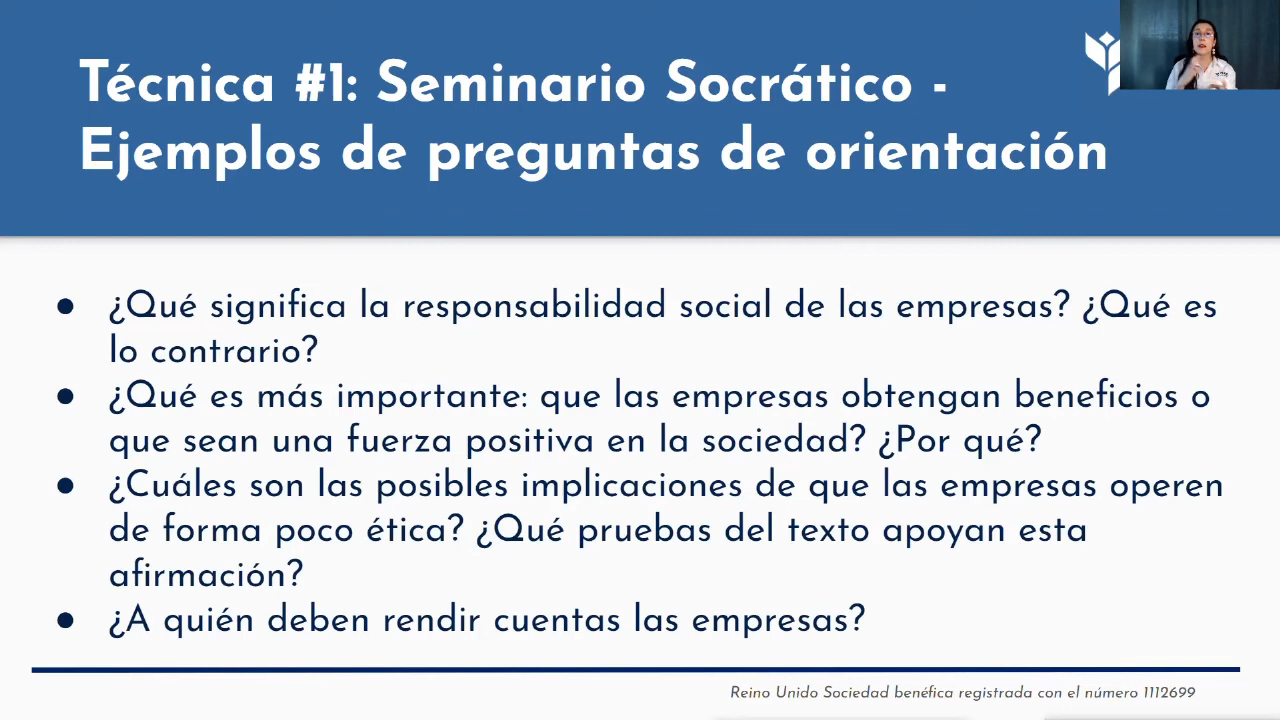 Técnica #1: Seminario Socrático -
Ejemplos de preguntas de orientación
● ¿Qué significa la responsabilidad social de las empresas? ¿Qué es
lo contrario?
● ¿Qué es más importante: que las empresas obtengan beneficios o
que sean una fuerza positiva en la sociedad? ¿Por qué?
● ¿Cuáles son las posibles implicaciones de que las empresas operen
de forma poco ética? ¿Qué pruebas del texto apoyan esta
afirmación?
● ¿A quién deben rendir cuentas las empresas?
Reino Unido Sociedad benéfica registrada con el número 1112699